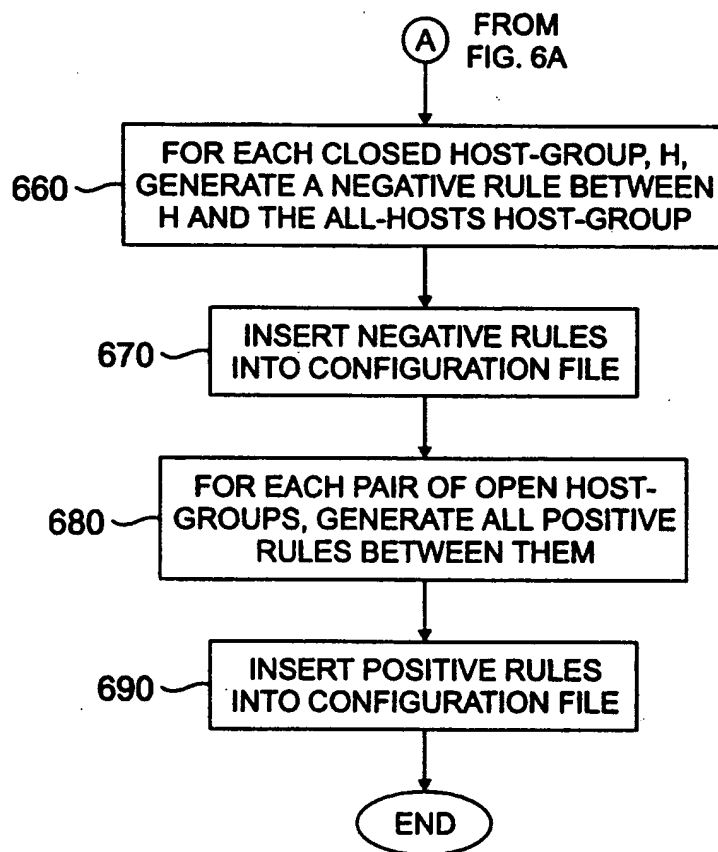 A
FROM
FIG. 6A
660
FOR EACH CLOSED HOST-GROUP, H,
GENERATE A NEGATIVE RULE BETWEEN
H AND THE ALL-HOSTS HOST-GROUP
670
INSERT NEGATIVE RULES
INTO CONFIGURATION FILE
680
FOR EACH PAIR OF OPEN HOST-
GROUPS, GENERATE ALL POSITIVE
RULES BETWEEN THEM
690
INSERT POSITIVE RULES
INTO CONFIGURATION FILE
END